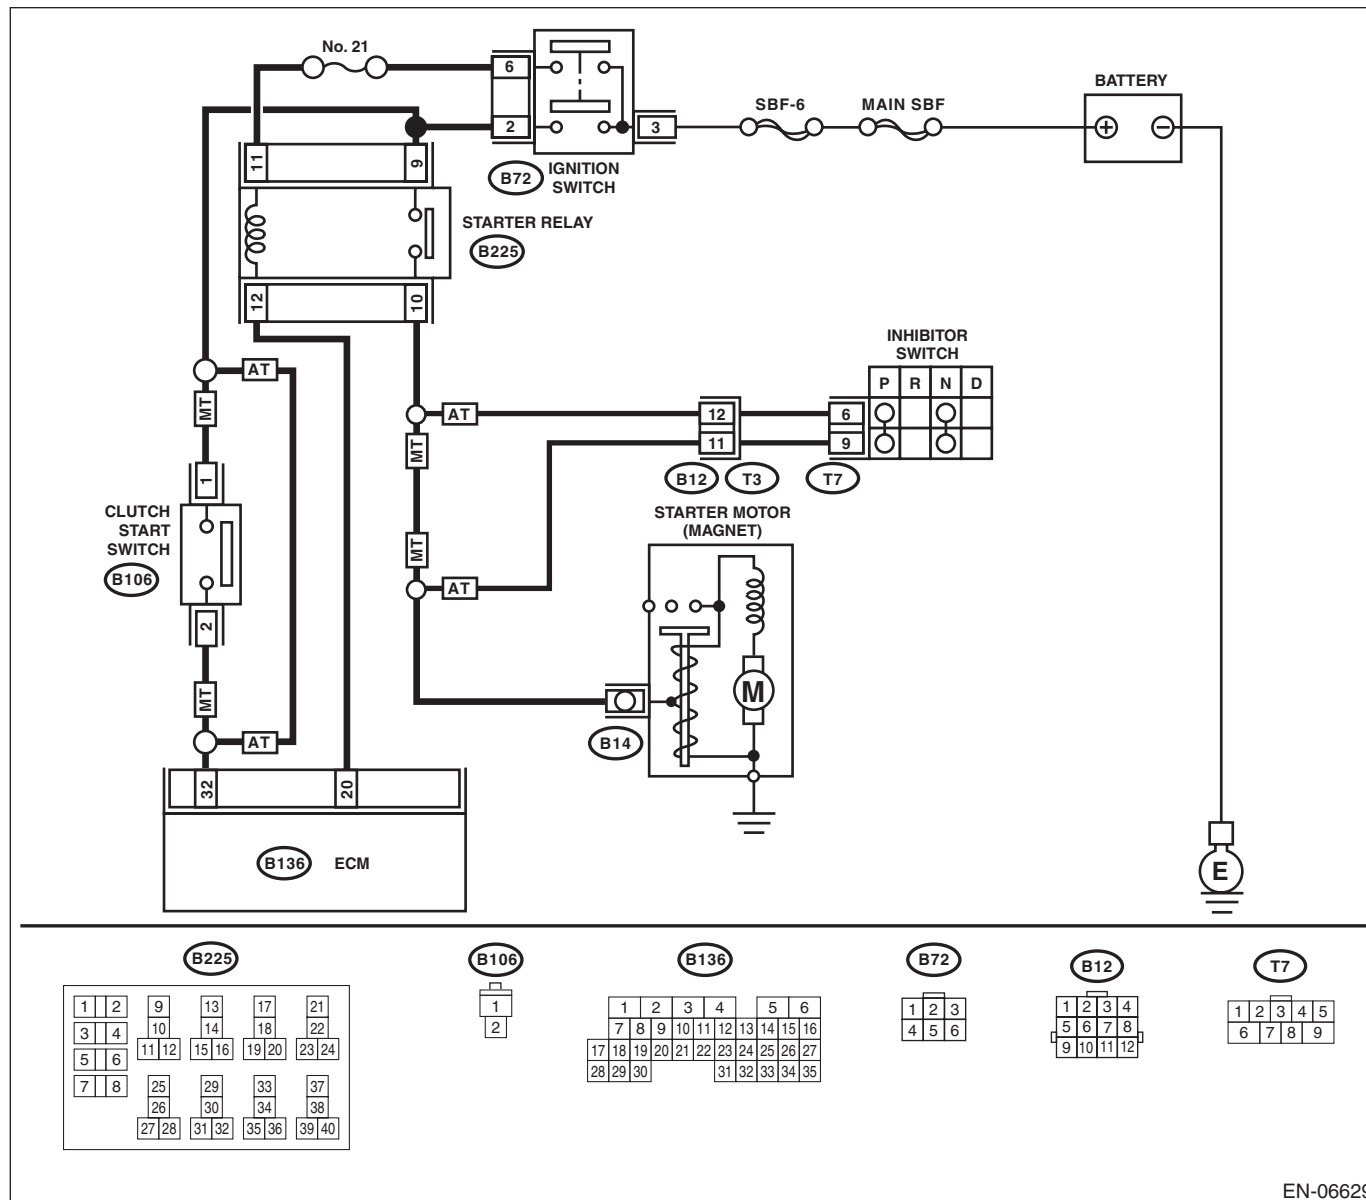 No. 21
6
2
3
B72
IGNITION
SWITCH
SBF-6
MAIN SBF
BATTERY
+
−
11
9
STARTER RELAY
B225
12
10
AT
MT
1
CLUTCH
START
SWITCH
B106
2
MT
AT
AT
MT
MT
AT
12
11
B12
T3
6
9
T7
INHIBITOR
SWITCH
P R N D
STARTER MOTOR
(MAGNET)
M
B14
32
20
B136
ECM
E
B225
1 2 9 13 17 21
3 4 10 14 18 22
5 6 11 12 15 16 19 20 23 24
7 8 25 29 33 37
26 30 34 38
27 28 31 32 35 36 39 40
B106
1
2
B136
1 2 3 4 5 6
7 8 9 10 11 12 13 14 15 16
17 18 19 20 21 22 23 24 25 26 27
28 29 30 31 32 33 34 35
B72
1 2 3
4 5 6
B12
1 2 3 4
5 6 7 8
9 10 11 12
T7
1 2 3 4 5
6 7 8 9
EN-06629